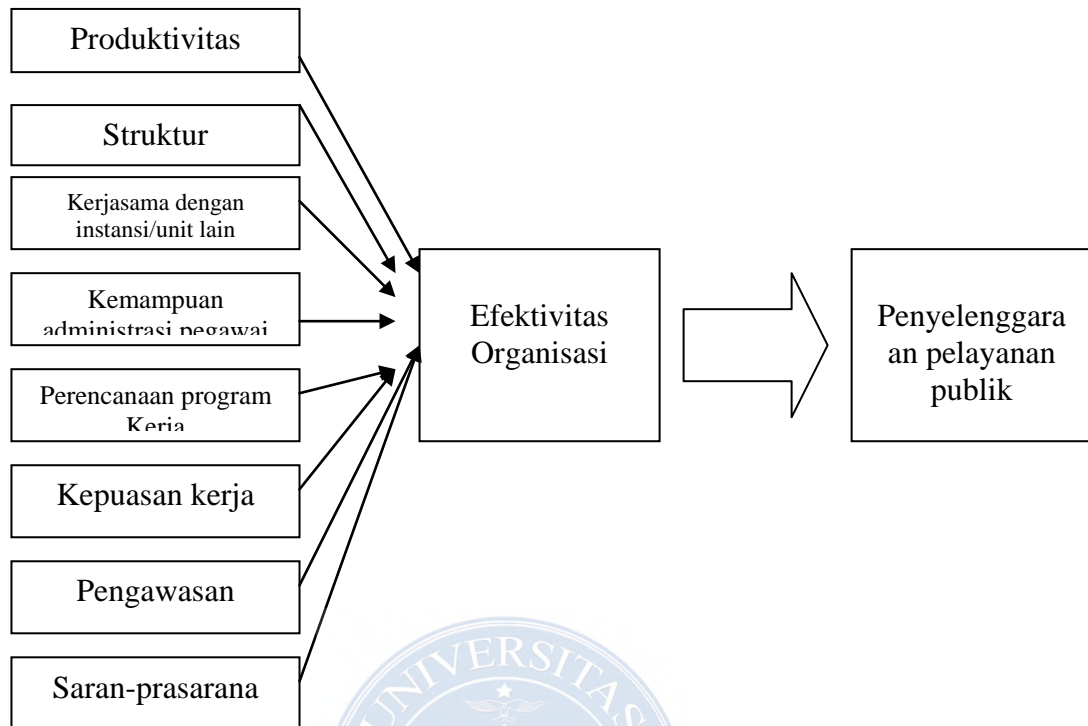 Produktivitas
Struktur
Kerjasama dengan
instansi/unit lain
Kemampuan
administrasi pegawai
Perencanaan program
Kerja
Kepuasan kerja
Pengawasan
Saran-prasarana
Efektivitas
Organisasi
Penyelenggara
an pelayanan
publik
UNIVERSITAS